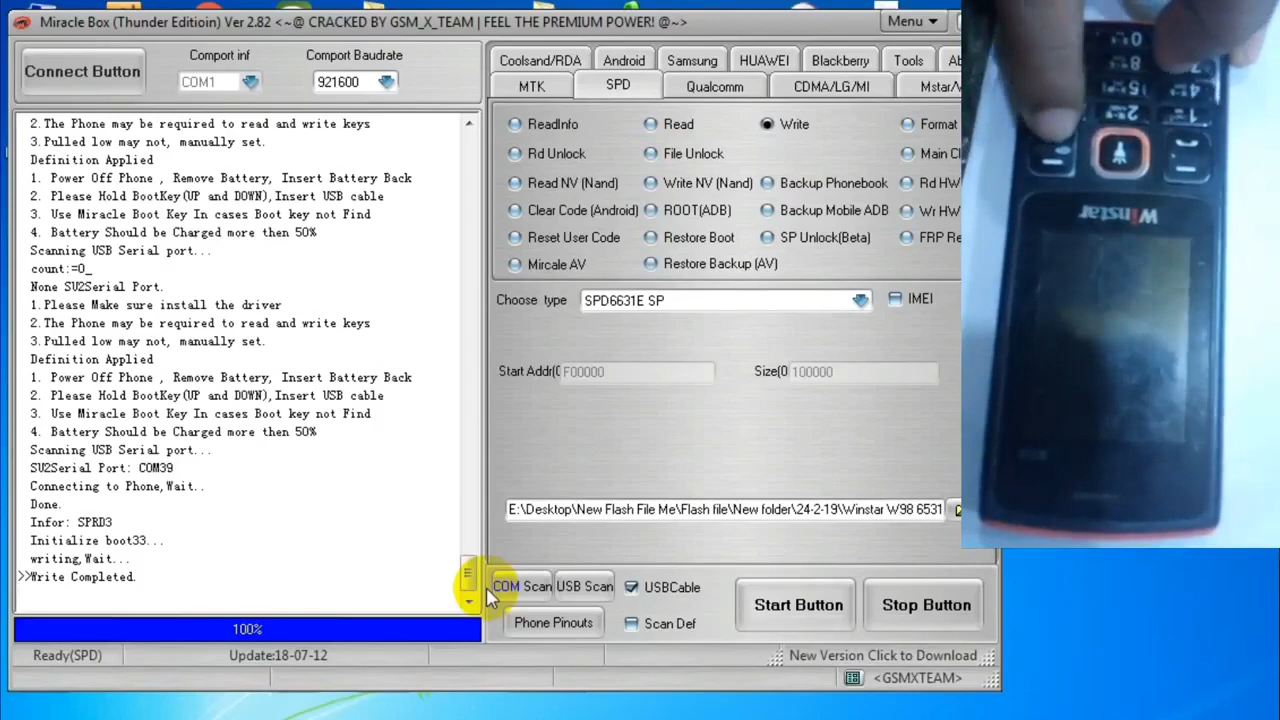 Miracle Box (Thunder Editioin) Ver 2.82 <~@ CRACKED BY GSM_X_TEAM | FEEL THE PREMIUM POWER! @~>
Menu
Connect Button
Comport inf
Comport Baudrate
COM1
921600
Coolsand/RDA
Android
Samsung
HUAWEI
Blackberry
Tools
MTK
SPD
Qualcomm
CDMA/LG/MI
2.The Phone may be required to read and write keys
3.Pulled low may not, manually set.
Definition Applied
1. Power Off Phone , Remove Battery, Insert Battery Back
2. Please Hold BootKey(UP and DOWN),Insert USB cable
3. Use Miracle Boot Key In cases Boot key not Find
4. Battery Should be Charged more then 50%
Scanning USB Serial port...
count:=0_
None SU2Serial Port.
1.Please Make sure install the driver
2.The Phone may be required to read and write keys
3.Pulled low may not, manually set.
Definition Applied
1. Power Off Phone , Remove Battery, Insert Battery Back
2. Please Hold BootKey(UP and DOWN),Insert USB cable
3. Use Miracle Boot Key In cases Boot key not Find
4. Battery Should be Charged more then 50%
Scanning USB Serial port...
SU2Serial Port: COM39
Connecting to Phone,Wait..
Done.
Infor: SPRD3
Initialize boot33...
writing,Wait...
>>Write Completed.
100%
ReadInfo
Read
Write
Format
Rd Unlock
File Unlock
Read NV (Nand)
Write NV (Nand)
Backup Phonebook
Rd HW
Clear Code (Android)
ROOT(ADB)
Backup Mobile ADB
Wr HW
Reset User Code
Restore Boot
SP Unlock(Beta)
Mircale AV
Restore Backup (AV)
Choose type
SPD6631E SP
IMEI
Start Addr(0
F00000
Size(0
100000
E:\Desktop\New Flash File Me\Flash file\New folder\24-2-19\Winstar W98 6531
COM Scan
USB Scan
USBCable
Phone Pinouts
Scan Def
Start Button
Stop Button
Ready(SPD)
Update:18-07-12
New Version Click to Download
<GSMXTEAM>
Winstar